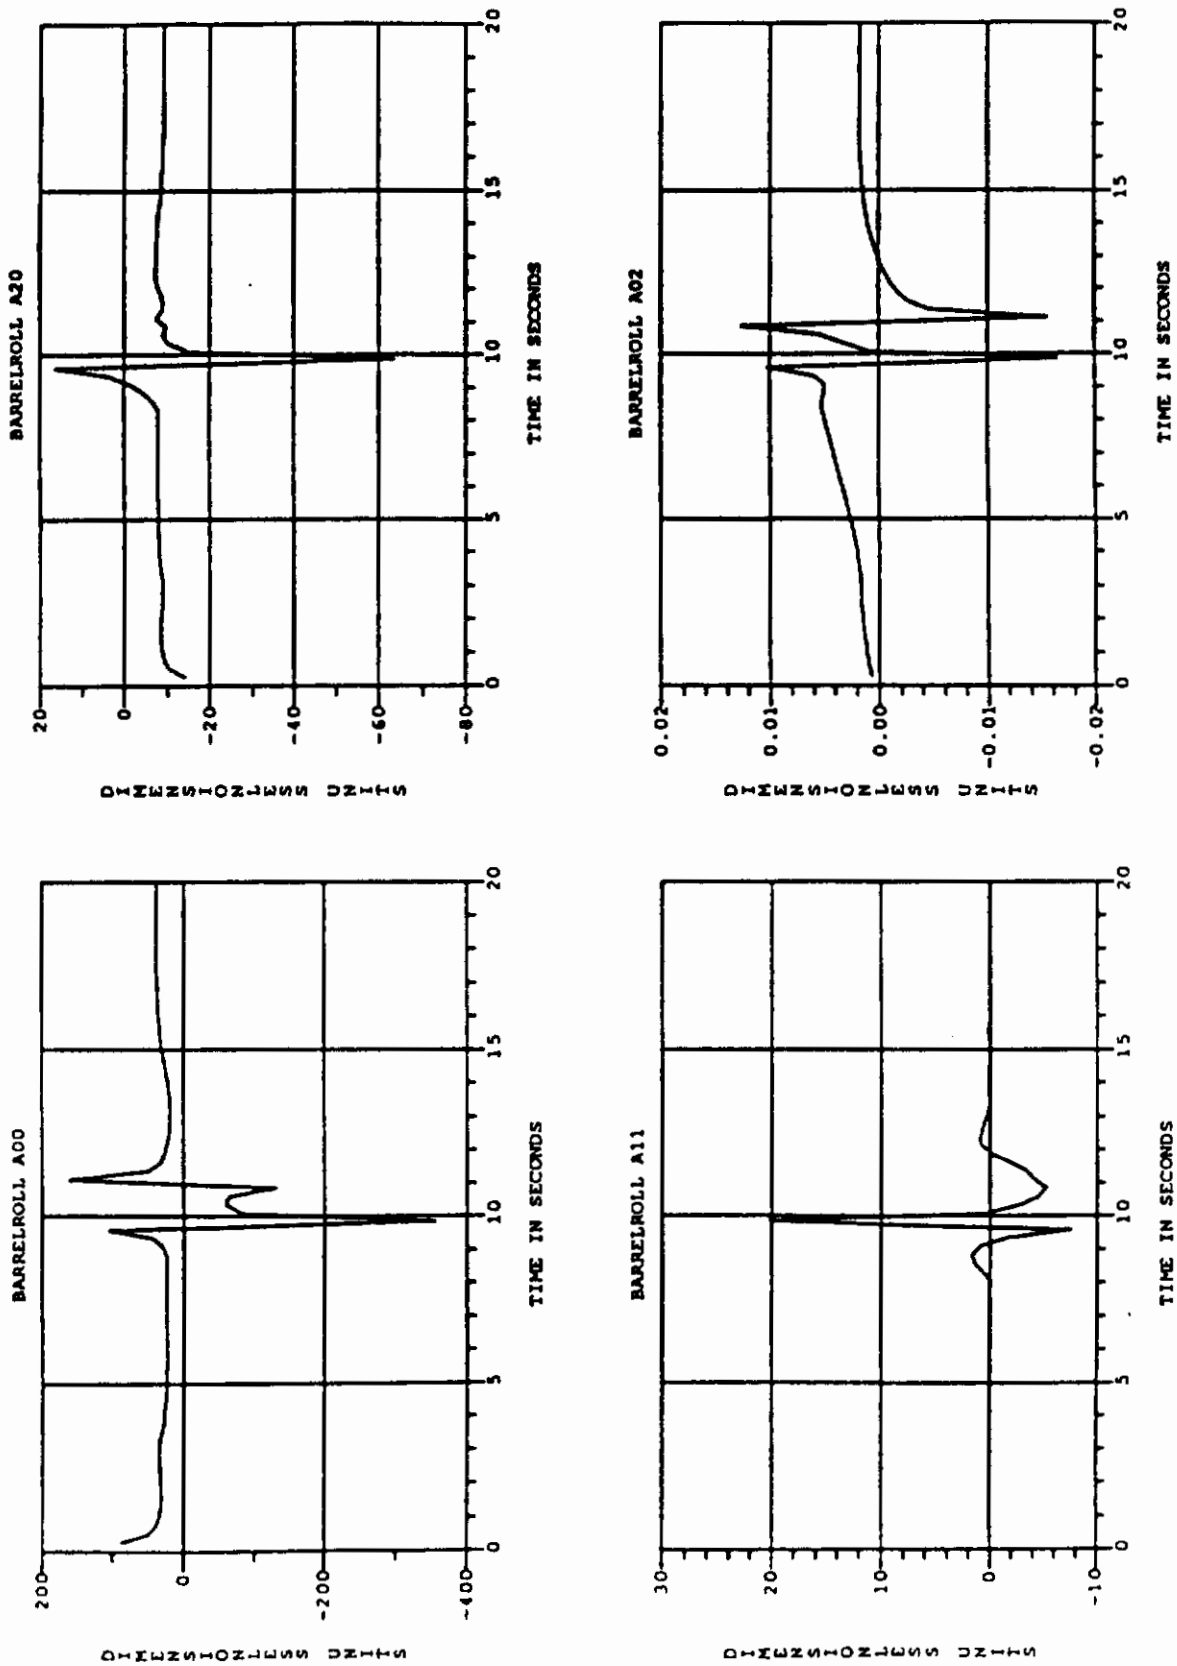 BARRELROLL A00
DIMENSIONLESS UNITS
200
0
-200
-400
0 5 10 15 20
TIME IN SECONDS
BARRELROLL A20
DIMENSIONLESS UNITS
20
0
-20
-40
-60
-80
0 5 10 15 20
TIME IN SECONDS
BARRELROLL A11
DIMENSIONLESS UNITS
30
20
10
0
-10
0 5 10 15 20
TIME IN SECONDS
BARRELROLL A02
DIMENSIONLESS UNITS
0.02
0.01
0.00
-0.01
-0.02
0 5 10 15 20
TIME IN SECONDS